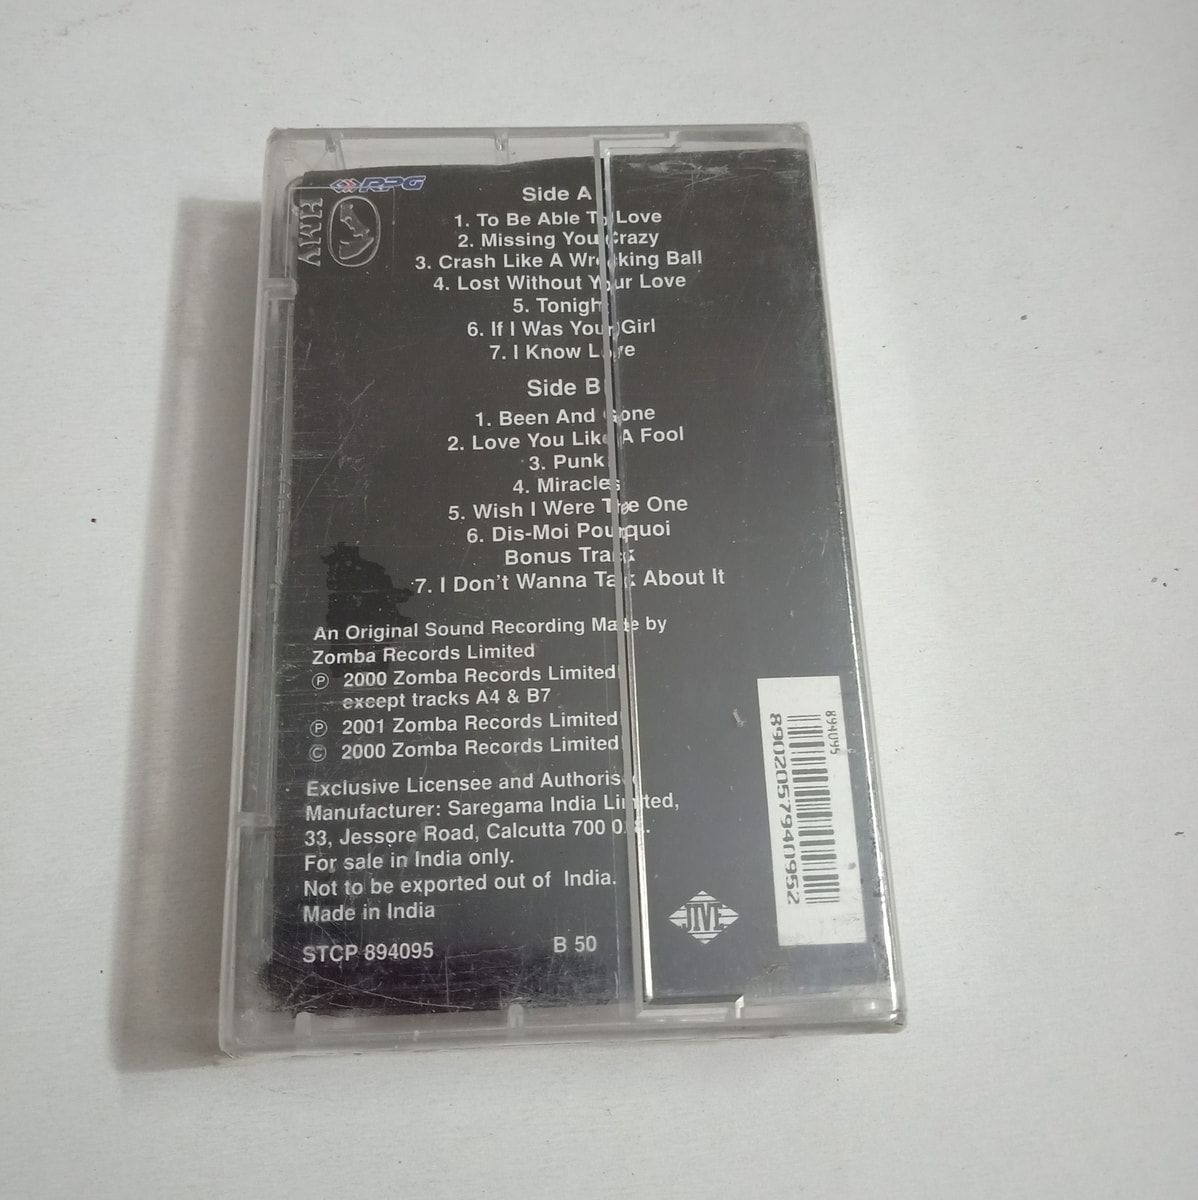 RPG
HMV
Side A
1. To Be Able To Love
2. Missing You Crazy
3. Crash Like A Wrecking Ball
4. Lost Without Your Love
5. Tonight
6. If I Was Your Girl
7. I Know Love
Side B
1. Been And Gone
2. Love You Like A Fool
3. Punk
4. Miracles
5. Wish I Were The One
6. Dis-Moi Pourquoi
Bonus Track
7. I Don't Wanna Talk About It
An Original Sound Recording Made by
Zomba Records Limited
Ⓟ 2000 Zomba Records Limited
except tracks A4 & B7
Ⓟ 2001 Zomba Records Limited
© 2000 Zomba Records Limited
Exclusive Licensee and Authorised
Manufacturer: Saregama India Limited,
33, Jessore Road, Calcutta 700
For sale in India only.
Not to be exported out of India.
Made in India
STCP 894095 B 50
JIVE
894095
8902057940952